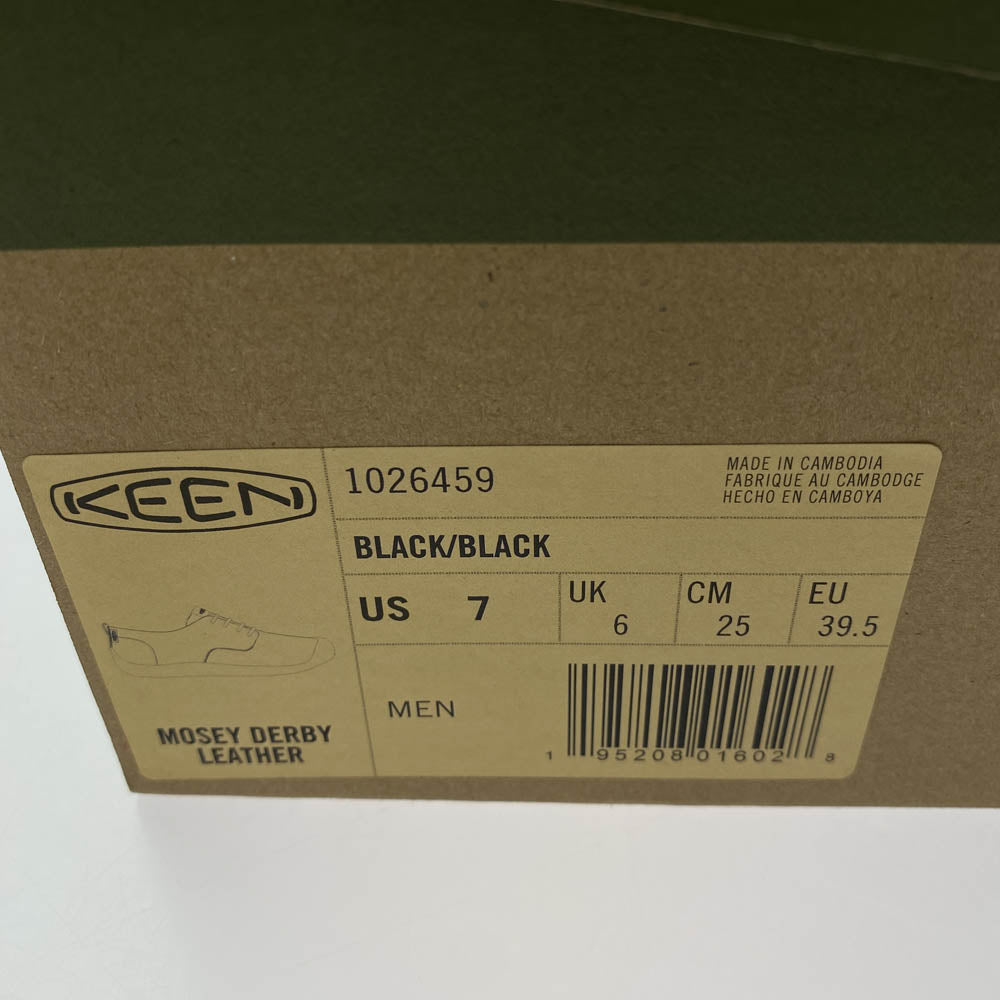 KEEN
1026459
MADE IN CAMBODIA
FABRIQUE AU CAMBODGE
HECHO EN CAMBOYA
BLACK/BLACK
US 7
UK 6
CM 25
EU 39.5
MEN
MOSEY DERBY
LEATHER
1 95208 01602 8